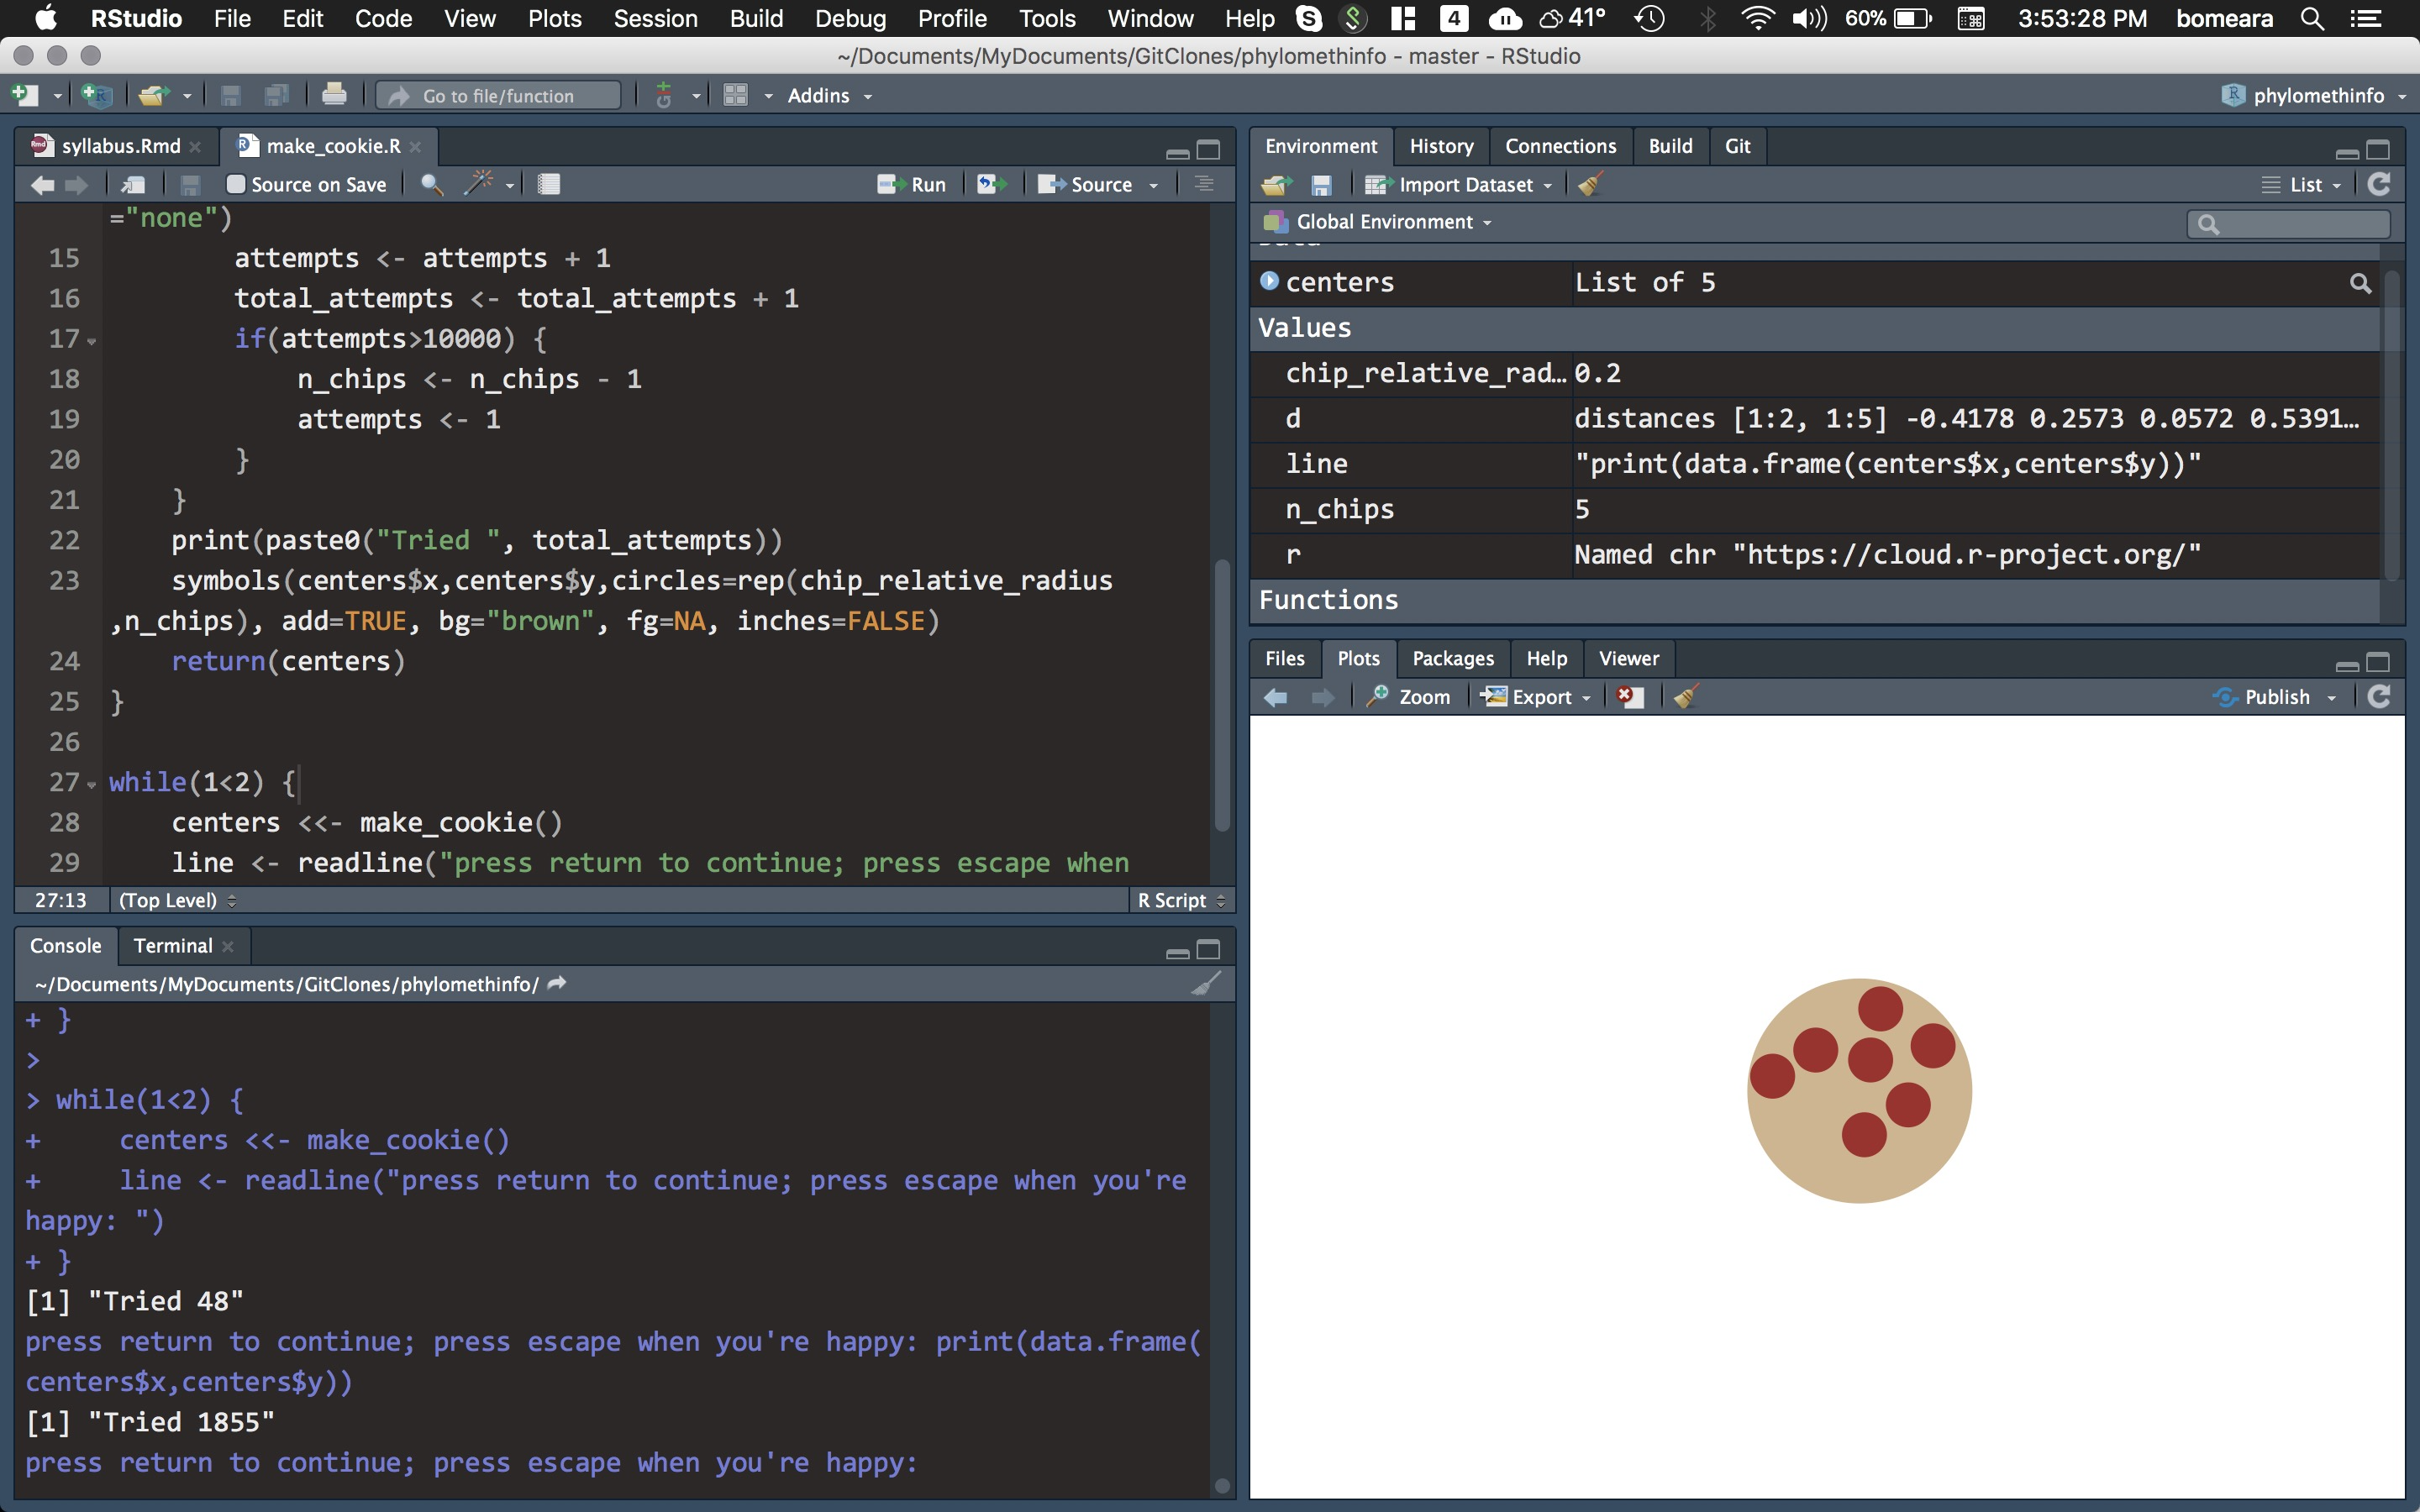 RStudio File Edit Code View Plots Session Build Debug Profile Tools Window Help 4 41° 60% 3:53:28 PM bomeara
~/Documents/MyDocuments/GitClones/phylomethinfo - master - RStudio
Go to file/function Addins phylomethinfo
syllabus.Rmd make_cookie.R
Source on Save Run Source
="none")
15 attempts <- attempts + 1
16 total_attempts <- total_attempts + 1
17 if(attempts>10000) {
18 n_chips <- n_chips - 1
19 attempts <- 1
20 }
21 }
22 print(paste0("Tried ", total_attempts))
23 symbols(centers$x,centers$y,circles=rep(chip_relative_radius
,n_chips), add=TRUE, bg="brown", fg=NA, inches=FALSE)
24 return(centers)
25 }
26
27 while(1<2) {
28 centers <<- make_cookie()
29 line <- readline("press return to continue; press escape when
27:13 (Top Level) R Script
Console Terminal
~/Documents/MyDocuments/GitClones/phylomethinfo/
+ }
>
> while(1<2) {
+ centers <<- make_cookie()
+ line <- readline("press return to continue; press escape when you're
happy: ")
+ }
[1] "Tried 48"
press return to continue; press escape when you're happy: print(data.frame(
centers$x,centers$y))
[1] "Tried 1855"
press return to continue; press escape when you're happy:
Environment History Connections Build Git
Import Dataset List
Global Environment
centers List of 5
Values
chip_relative_rad… 0.2
d distances [1:2, 1:5] -0.4178 0.2573 0.0572 0.5391…
line "print(data.frame(centers$x,centers$y))"
n_chips 5
r Named chr "https://cloud.r-project.org/"
Functions
Files Plots Packages Help Viewer
Zoom Export Publish